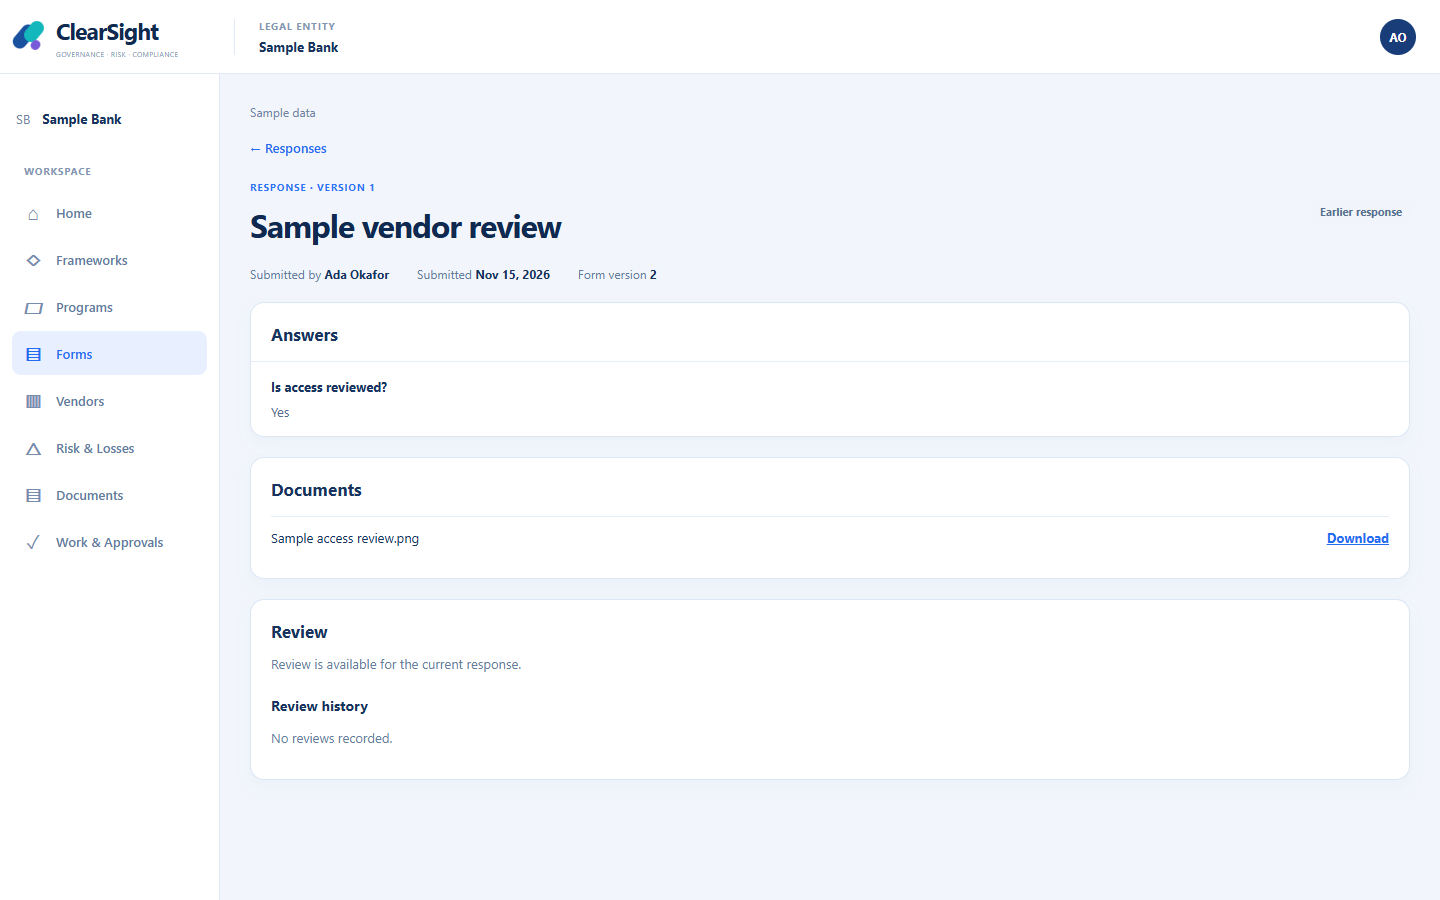 ClearSight
GOVERNANCE · RISK · COMPLIANCE
LEGAL ENTITY
Sample Bank
AO
SB Sample Bank
WORKSPACE
Home
Frameworks
Programs
Forms
Vendors
Risk & Losses
Documents
Work & Approvals
Sample data
← Responses
RESPONSE · VERSION 1
Sample vendor review
Earlier response
Submitted by Ada Okafor Submitted Nov 15, 2026 Form version 2
Answers
Is access reviewed?
Yes
Documents
Sample access review.png Download
Review
Review is available for the current response.
Review history
No reviews recorded.